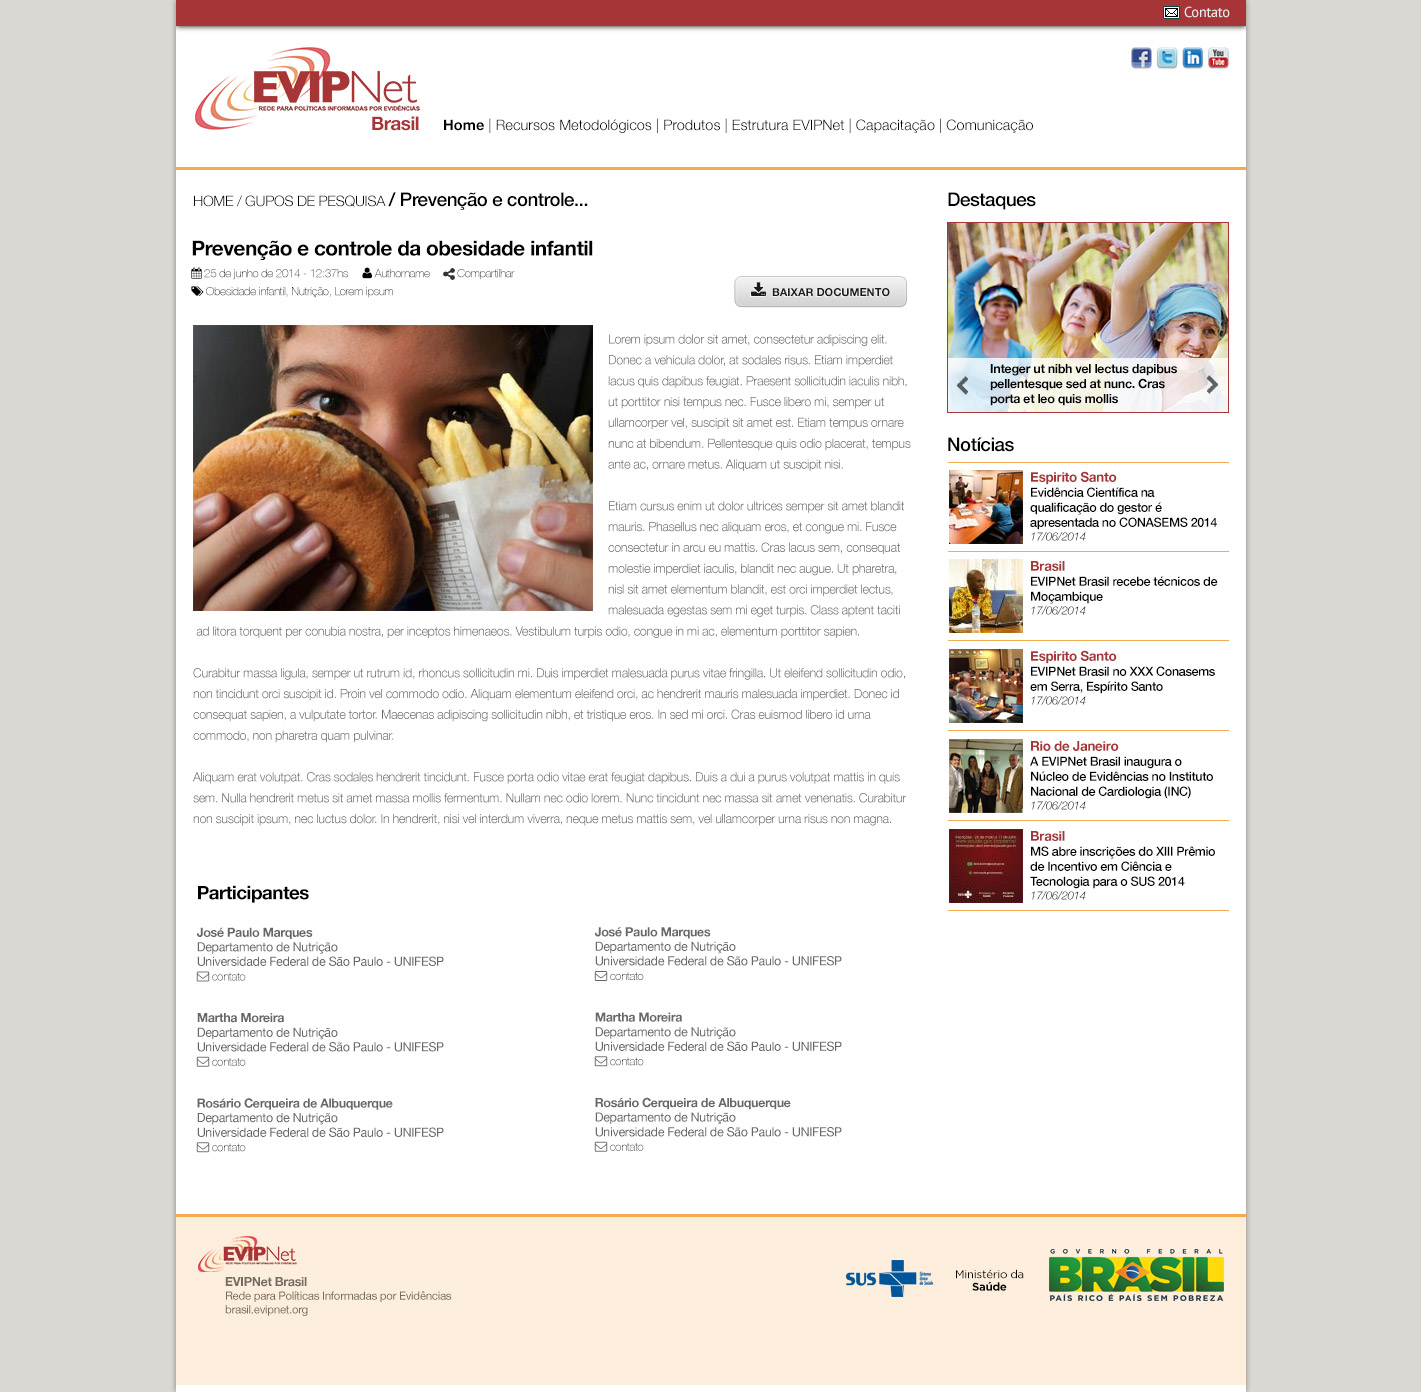 Contato
EVIPNet
REDE PARA POLÍTICAS INFORMADAS POR EVIDÊNCIAS
Brasil
Home | Recursos Metodológicos | Produtos | Estrutura EVIPNet | Capacitação | Comunicação
You
Tube
HOME / GUPOS DE PESQUISA / Prevenção e controle...
Prevenção e controle da obesidade infantil
25 de junho de 2014 - 12:37hs Authorname Compartilhar
Obesidade infantil, Nutrição, Lorem ipsum
BAIXAR DOCUMENTO
Lorem ipsum dolor sit amet, consectetur adipiscing elit.
Donec a vehicula dolor, at sodales risus. Etiam imperdiet
lacus quis dapibus feugiat. Praesent sollicitudin iaculis nibh,
ut porttitor nisi tempus nec. Fusce libero mi, semper ut
ullamcorper vel, suscipit sit amet est. Etiam tempus ornare
nunc at bibendum. Pellentesque quis odio placerat, tempus
ante ac, ornare metus. Aliquam ut suscipit nisi.
Etiam cursus enim ut dolor ultrices semper sit amet blandit
mauris. Phasellus nec aliquam eros, et congue mi. Fusce
consectetur in arcu eu mattis. Cras lacus sem, consequat
molestie imperdiet iaculis, blandit nec augue. Ut pharetra,
nisl sit amet elementum blandit, est orci imperdiet lectus,
malesuada egestas sem mi eget turpis. Class aptent taciti
ad litora torquent per conubia nostra, per inceptos himenaeos. Vestibulum turpis odio, congue in mi ac, elementum porttitor sapien.
Curabitur massa ligula, semper ut rutrum id, rhoncus sollicitudin mi. Duis imperdiet malesuada purus vitae fringilla. Ut eleifend sollicitudin odio,
non tincidunt orci suscipit id. Proin vel commodo odio. Aliquam elementum eleifend orci, ac hendrerit mauris malesuada imperdiet. Donec id
consequat sapien, a vulputate tortor. Maecenas adipiscing sollicitudin nibh, et tristique eros. In sed mi orci. Cras euismod libero id urna
commodo, non pharetra quam pulvinar.
Aliquam erat volutpat. Cras sodales hendrerit tincidunt. Fusce porta odio vitae erat feugiat dapibus. Duis a dui a purus volutpat mattis in quis
sem. Nulla hendrerit metus sit amet massa mollis fermentum. Nullam nec odio lorem. Nunc tincidunt nec massa sit amet venenatis. Curabitur
non suscipit ipsum, nec luctus dolor. In hendrerit, nisi vel interdum viverra, neque metus mattis sem, vel ullamcorper urna risus non magna.
Participantes
José Paulo Marques
Departamento de Nutrição
Universidade Federal de São Paulo - UNIFESP
contato
Martha Moreira
Departamento de Nutrição
Universidade Federal de São Paulo - UNIFESP
contato
Rosário Cerqueira de Albuquerque
Departamento de Nutrição
Universidade Federal de São Paulo - UNIFESP
contato
José Paulo Marques
Departamento de Nutrição
Universidade Federal de São Paulo - UNIFESP
contato
Martha Moreira
Departamento de Nutrição
Universidade Federal de São Paulo - UNIFESP
contato
Rosário Cerqueira de Albuquerque
Departamento de Nutrição
Universidade Federal de São Paulo - UNIFESP
contato
Destaques
Integer ut nibh vel lectus dapibus
pellentesque sed at nunc. Cras
porta et leo quis mollis
Notícias
Espirito Santo
Evidência Científica na
qualificação do gestor é
apresentada no CONASEMS 2014
17/06/2014
Brasil
EVIPNet Brasil recebe técnicos de
Moçambique
17/06/2014
Espirito Santo
EVIPNet Brasil no XXX Conasems
em Serra, Espírito Santo
17/06/2014
Rio de Janeiro
A EVIPNet Brasil inaugura o
Núcleo de Evidências no Instituto
Nacional de Cardiologia (INC)
17/06/2014
Brasil
MS abre inscrições do XIII Prêmio
de Incentivo em Ciência e
Tecnologia para o SUS 2014
17/06/2014
EVIPNet
REDE PARA POLÍTICAS INFORMADAS POR EVIDÊNCIAS
EVIPNet Brasil
Rede para Políticas Informadas por Evidências
brasil.evipnet.org
SUS
Sistema
Único
de Saúde
Ministério da
Saúde
GOVERNO FEDERAL
BRASIL
PAÍS RICO É PAÍS SEM POBREZA